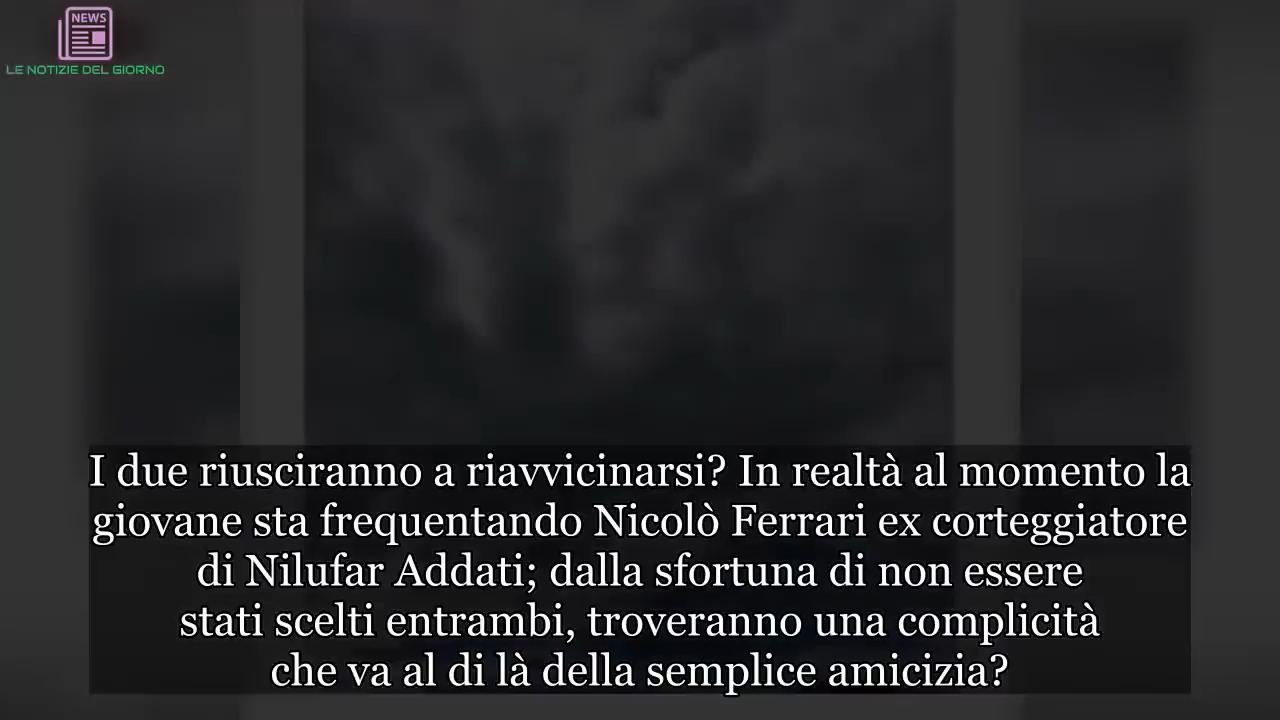 NEWS
LE NOTIZIE DEL GIORNO
I due riusciranno a riavvicinarsi? In realtà al momento la
giovane sta frequentando Nicolò Ferrari ex corteggiatore
di Nilufar Addati; dalla sfortuna di non essere
stati scelti entrambi, troveranno una complicità
che va al di là della semplice amicizia?